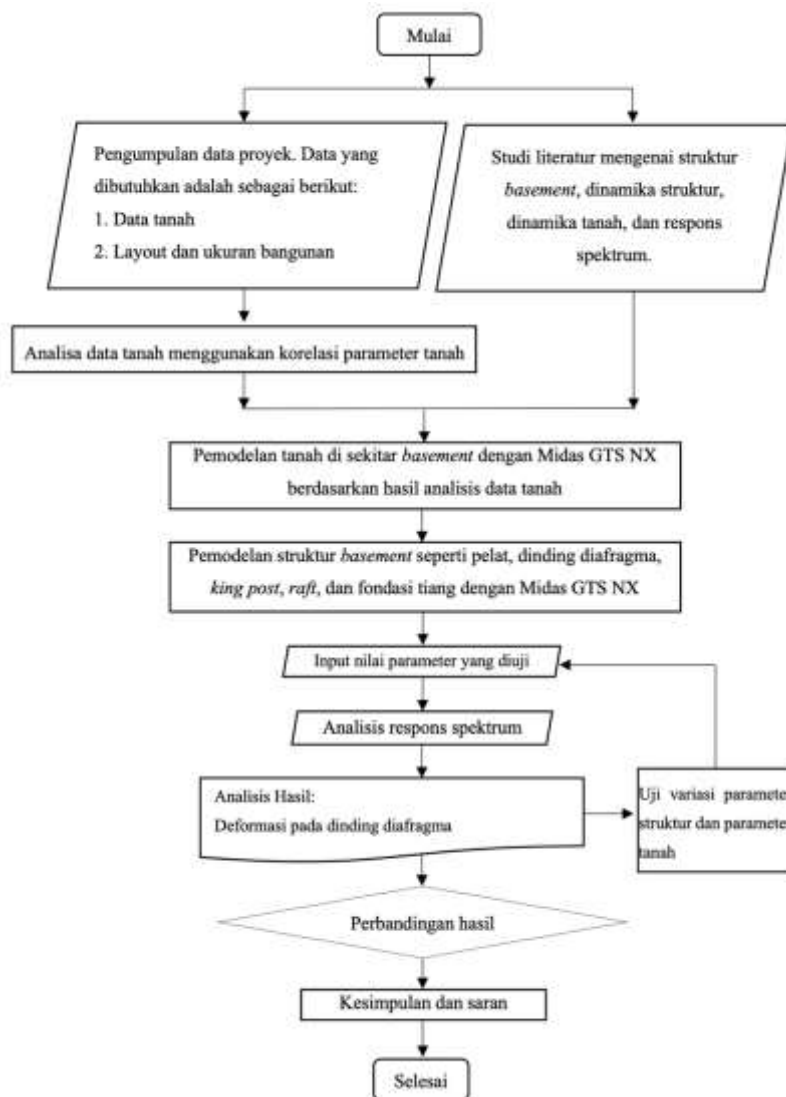 Mulai
Pengumpulan data proyek. Data yang
dibutuhkan adalah sebagai berikut:
1. Data tanah
2. Layout dan ukuran bangunan
Studi literatur mengenai struktur
basement, dinamika struktur,
dinamika tanah, dan respons
spektrum.
Analisa data tanah menggunakan korelasi parameter tanah
Pemodelan tanah di sekitar basement dengan Midas GTS NX
berdasarkan hasil analisis data tanah
Pemodelan struktur basement seperti pelat, dinding diafragma,
king post, raft, dan fondasi tiang dengan Midas GTS NX
Input nilai parameter yang diuji
Analisis respons spektrum
Analisis Hasil:
Deformasi pada dinding diafragma
Uji variasi paramete
struktur dan paramete
tanah
Perbandingan hasil
Kesimpulan dan saran
Selesai